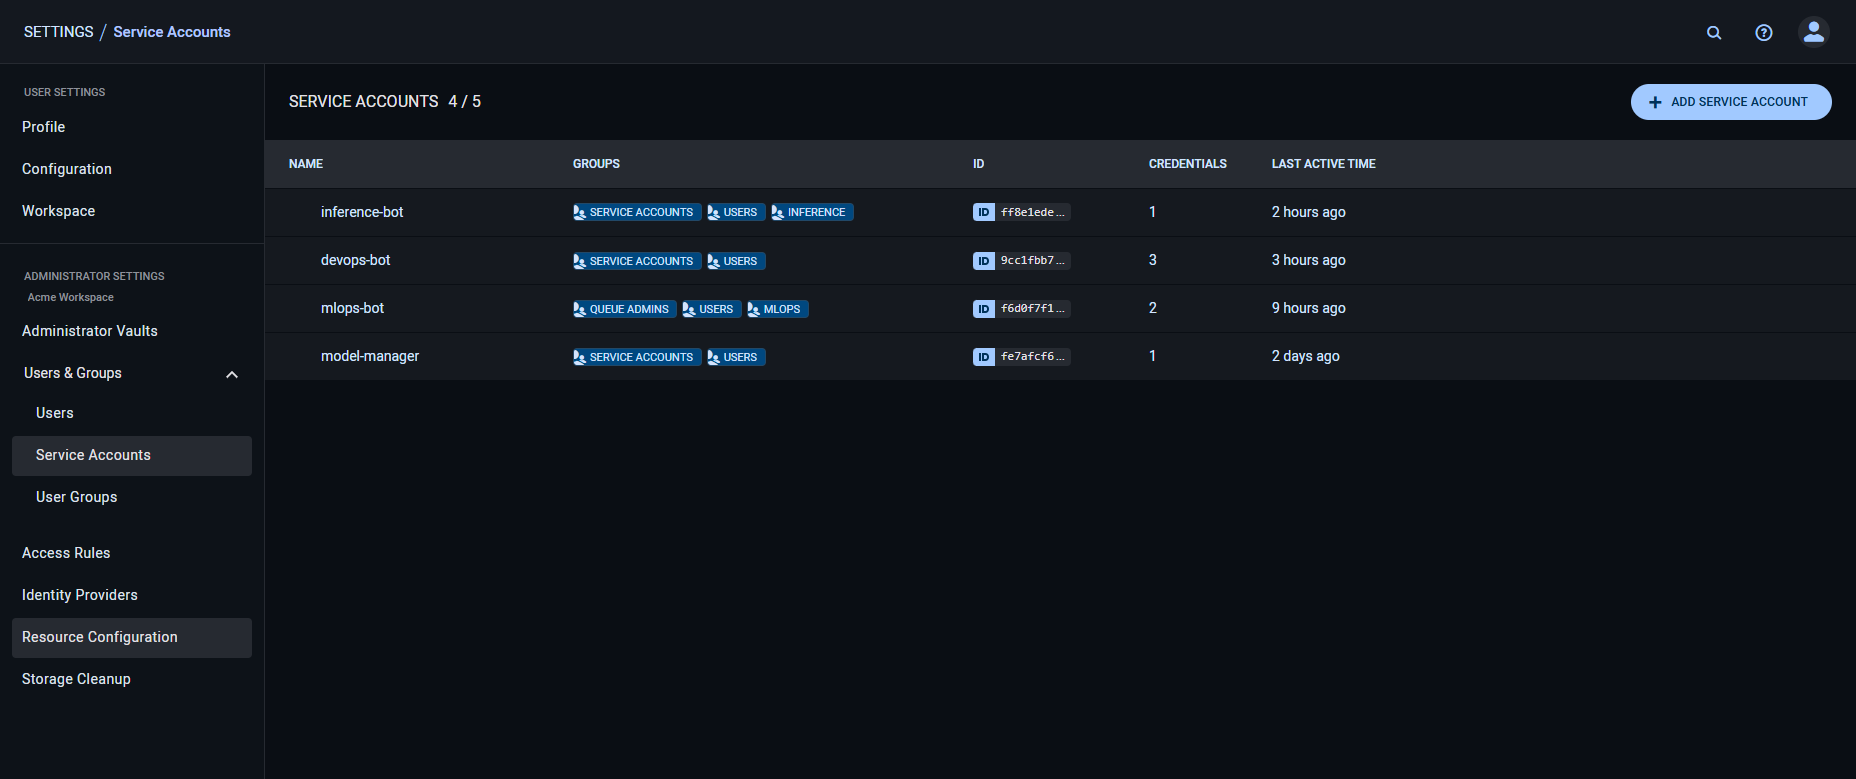 SETTINGS / Service Accounts
USER SETTINGS
Profile
Configuration
Workspace
ADMINISTRATOR SETTINGS
Acme Workspace
Administrator Vaults
Users & Groups
Users
Service Accounts
User Groups
Access Rules
Identity Providers
Resource Configuration
Storage Cleanup
SERVICE ACCOUNTS 4 / 5
+ ADD SERVICE ACCOUNT
NAME GROUPS ID CREDENTIALS LAST ACTIVE TIME
inference-bot SERVICE ACCOUNTS USERS INFERENCE ID ff8e1ede... 1 2 hours ago
devops-bot SERVICE ACCOUNTS USERS ID 9cc1fbb7... 3 3 hours ago
mlops-bot QUEUE ADMINS USERS MLOPS ID f6d0f7f1... 2 9 hours ago
model-manager SERVICE ACCOUNTS USERS ID fe7afcf6... 1 2 days ago